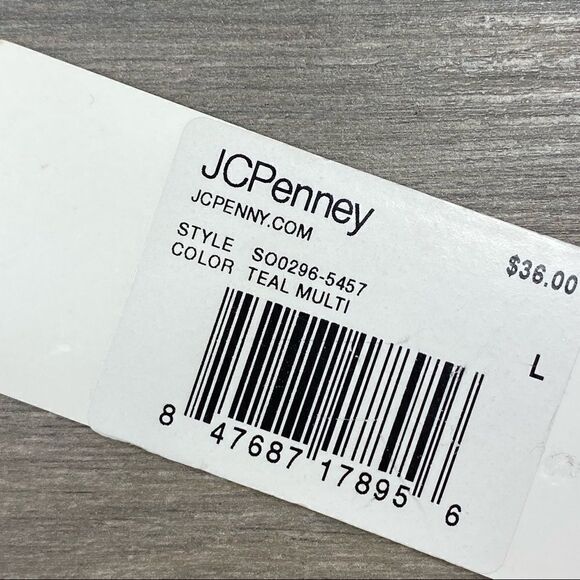 JCPenney
JCPENNY.COM
STYLE SO0296-5457
COLOR TEAL MULTI
$36.00
L
8 47687 17895 6